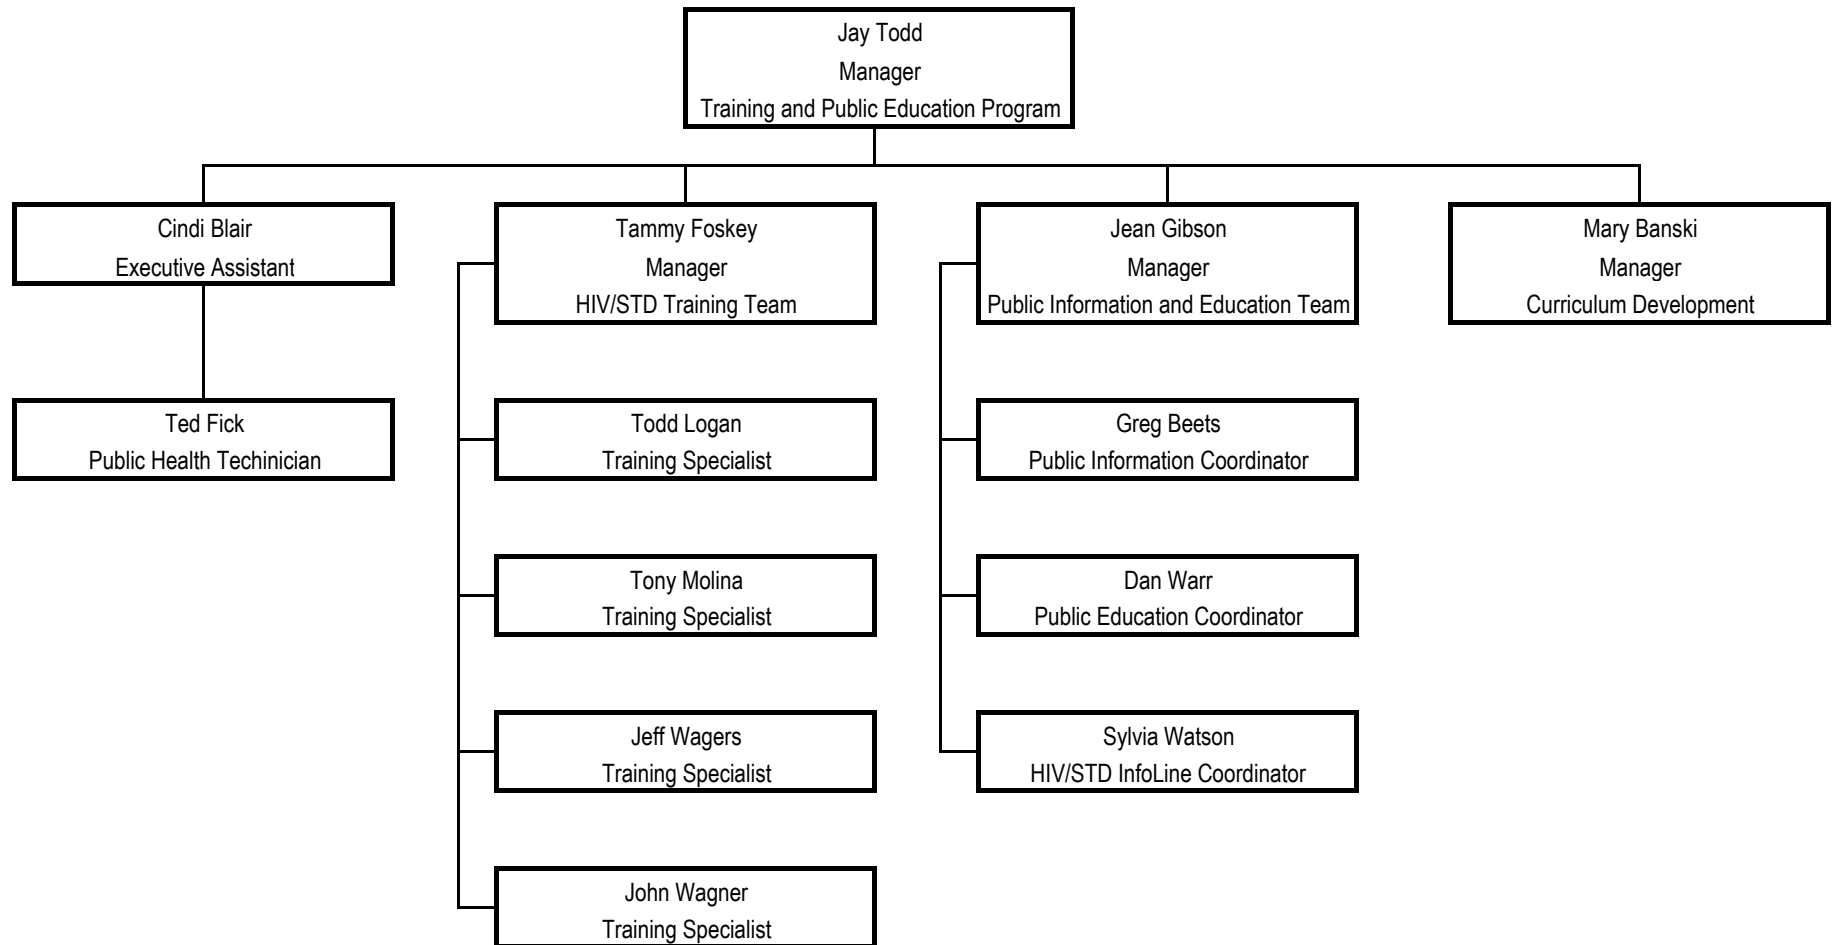 Jay Todd
Manager
Training and Public Education Program
Cindi Blair
Executive Assistant
Tammy Foskey
Manager
HIV/STD Training Team
Jean Gibson
Manager
Public Information and Education Team
Mary Banski
Manager
Curriculum Development
Ted Fick
Public Health Techinician
Todd Logan
Training Specialist
Greg Beets
Public Information Coordinator
Tony Molina
Training Specialist
Dan Warr
Public Education Coordinator
Jeff Wagers
Training Specialist
Sylvia Watson
HIV/STD InfoLine Coordinator
John Wagner
Training Specialist